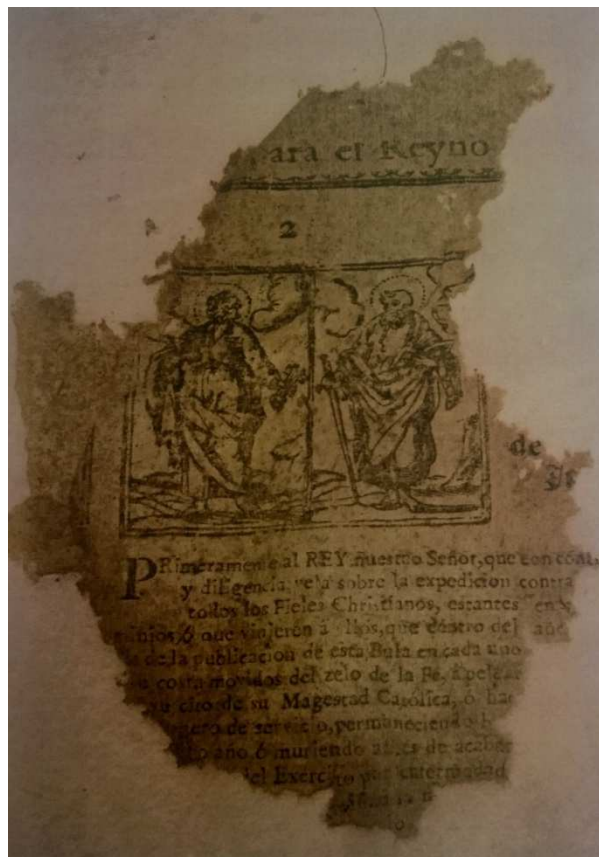 ara el Reyno
2
de
PRimeramente al REY nuestro Señor, que con
y diligencia, vela sobre la expedicion contra
todos los Fieles Christianos, estantes en
minios, ó que vinieren à ellos, que dentro del año
de la publicacion de esta Bula en cada uno
costa movidos del zelo de la Fè, à pelear
de su Magestad Catolica, ò
de servicio, permaneciendo
año ó muriendo antes de acabar
del Exercito por enfermedad